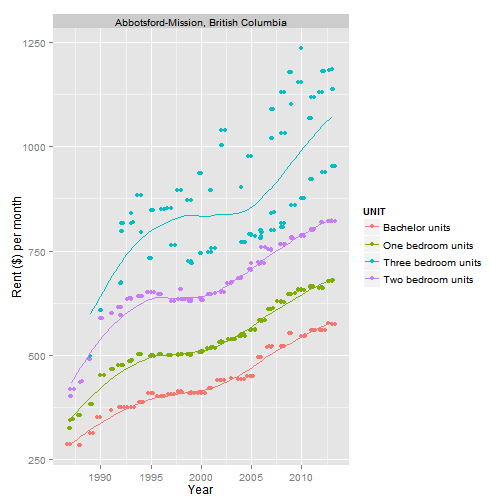 Abbotsford-Mission, British Columbia
1250
1000
750
500
250
Rent ($) per month
1990
1995
2000
2005
2010
Year
UNIT
Bachelor units
One bedroom units
Three bedroom units
Two bedroom units